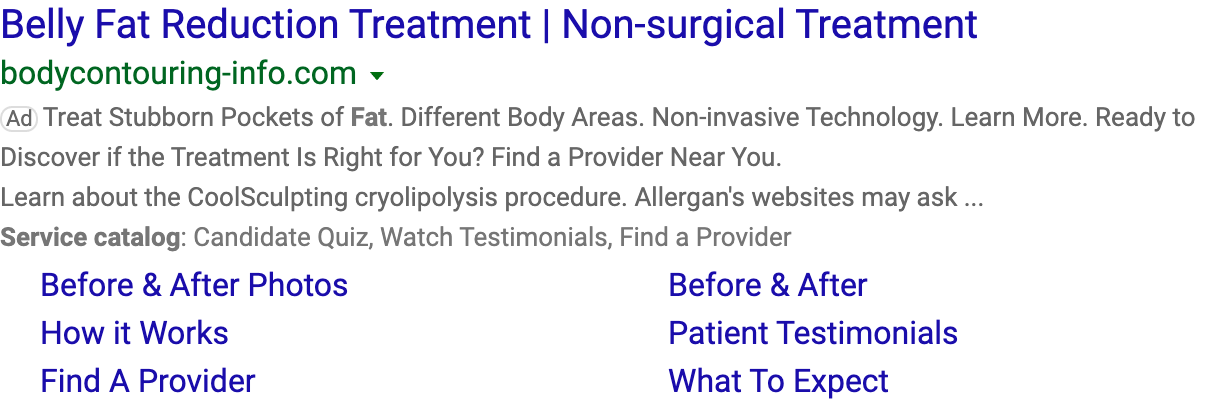 Belly Fat Reduction Treatment | Non-surgical Treatment
bodycontouring-info.com
Ad Treat Stubborn Pockets of Fat. Different Body Areas. Non-invasive Technology. Learn More. Ready to
Discover if the Treatment Is Right for You? Find a Provider Near You.
Learn about the CoolSculpting cryolipolysis procedure. Allergan's websites may ask ...
Service catalog: Candidate Quiz, Watch Testimonials, Find a Provider
Before & After Photos
Before & After
How it Works
Patient Testimonials
Find A Provider
What To Expect